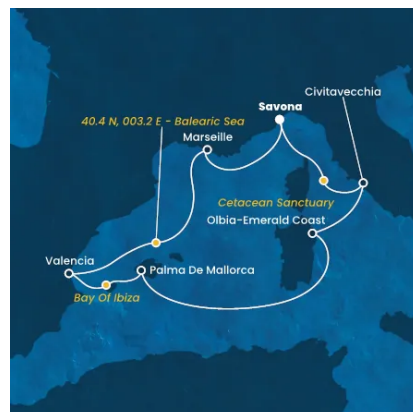 Civitavecchia
Savona
40.4 N, 003.2 E - Balearic Sea
Marseille
Cetacean Sanctuary
Olbia-Emerald Coast
Valencia
Palma De Mallorca
Bay Of Ibiza